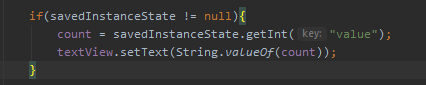 if(savedInstanceState != null){
count = savedInstanceState.getInt( key: "value");
textView.setText(String.valueOf(count));
}